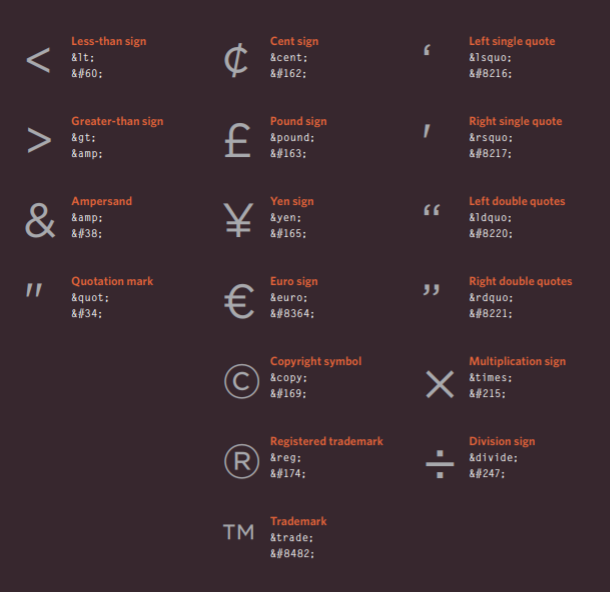 <
Less-than sign
&lt;
&#60;
>
Greater-than sign
&gt;
&amp;
&
Ampersand
&amp;
&#38;
"
Quotation mark
&quot;
&#34;
¢
Cent sign
&cent;
&#162;
£
Pound sign
&pound;
&#163;
¥
Yen sign
&yen;
&#165;
€
Euro sign
&euro;
&#8364;
©
Copyright symbol
&copy;
&#169;
®
Registered trademark
&reg;
&#174;
™
Trademark
&trade;
&#8482;
‘
Left single quote
&lsquo;
&#8216;
'
Right single quote
&rsquo;
&#8217;
“
Left double quotes
&ldquo;
&#8220;
”
Right double quotes
&rdquo;
&#8221;
×
Multiplication sign
&times;
&#215;
÷
Division sign
&divide;
&#247;